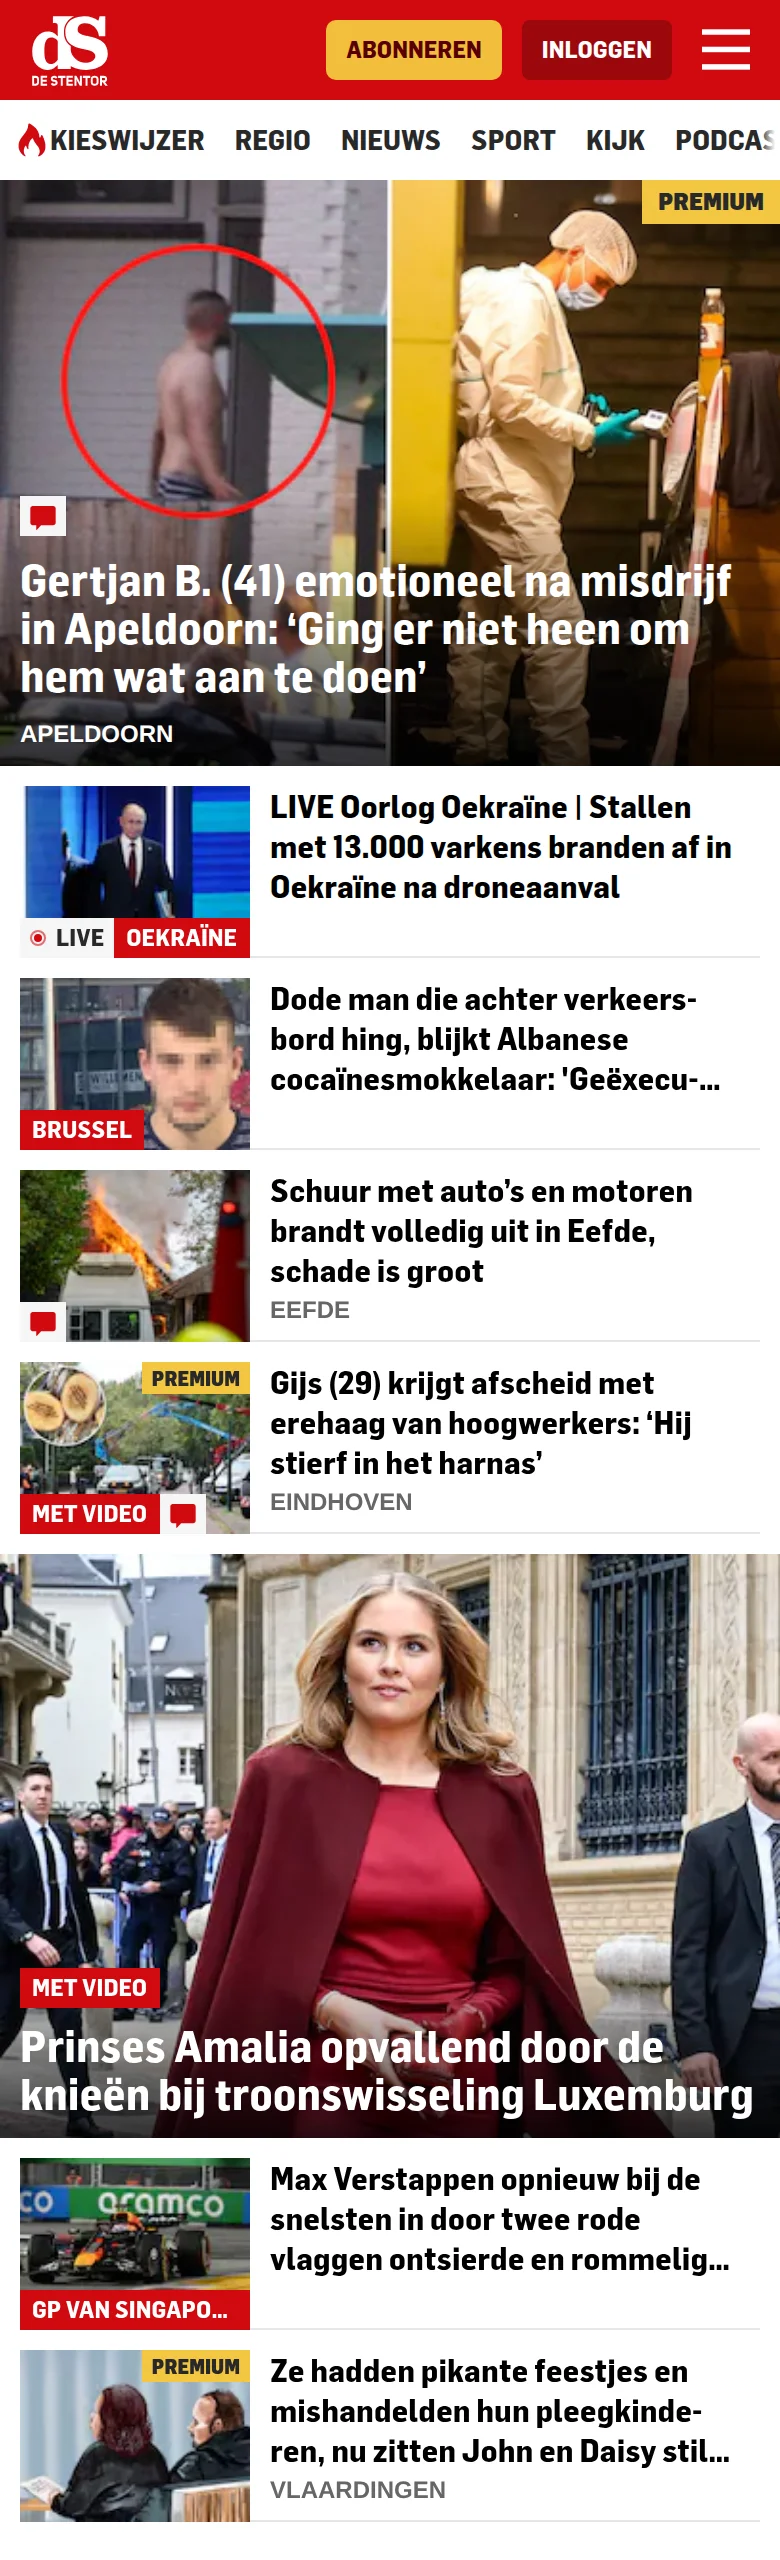 dS
DE STENTOR
ABONNEREN
INLOGGEN
KIESWIJZER REGIO NIEUWS SPORT KIJK PODCAS
PREMIUM
Gertjan B. (41) emotioneel na misdrijf
in Apeldoorn: ‘Ging er niet heen om
hem wat aan te doen’
APELDOORN
LIVE Oorlog Oekraïne | Stallen
met 13.000 varkens branden af in
Oekraïne na droneaanval
LIVE OEKRAÏNE
Dode man die achter verkeers-
bord hing, blijkt Albanese
cocaïnesmokkelaar: 'Geëxecu-...
BRUSSEL
Schuur met auto’s en motoren
brandt volledig uit in Eefde,
schade is groot
EEFDE
PREMIUM
Gijs (29) krijgt afscheid met
erehaag van hoogwerkers: ‘Hij
stierf in het harnas’
EINDHOVEN
MET VIDEO
MET VIDEO
Prinses Amalia opvallend door de
knieën bij troonswisseling Luxemburg
co aramco
Max Verstappen opnieuw bij de
snelsten in door twee rode
vlaggen ontsierde en rommelig...
GP VAN SINGAPO...
PREMIUM
Ze hadden pikante feestjes en
mishandelden hun pleegkinde-
ren, nu zitten John en Daisy stil...
VLAARDINGEN